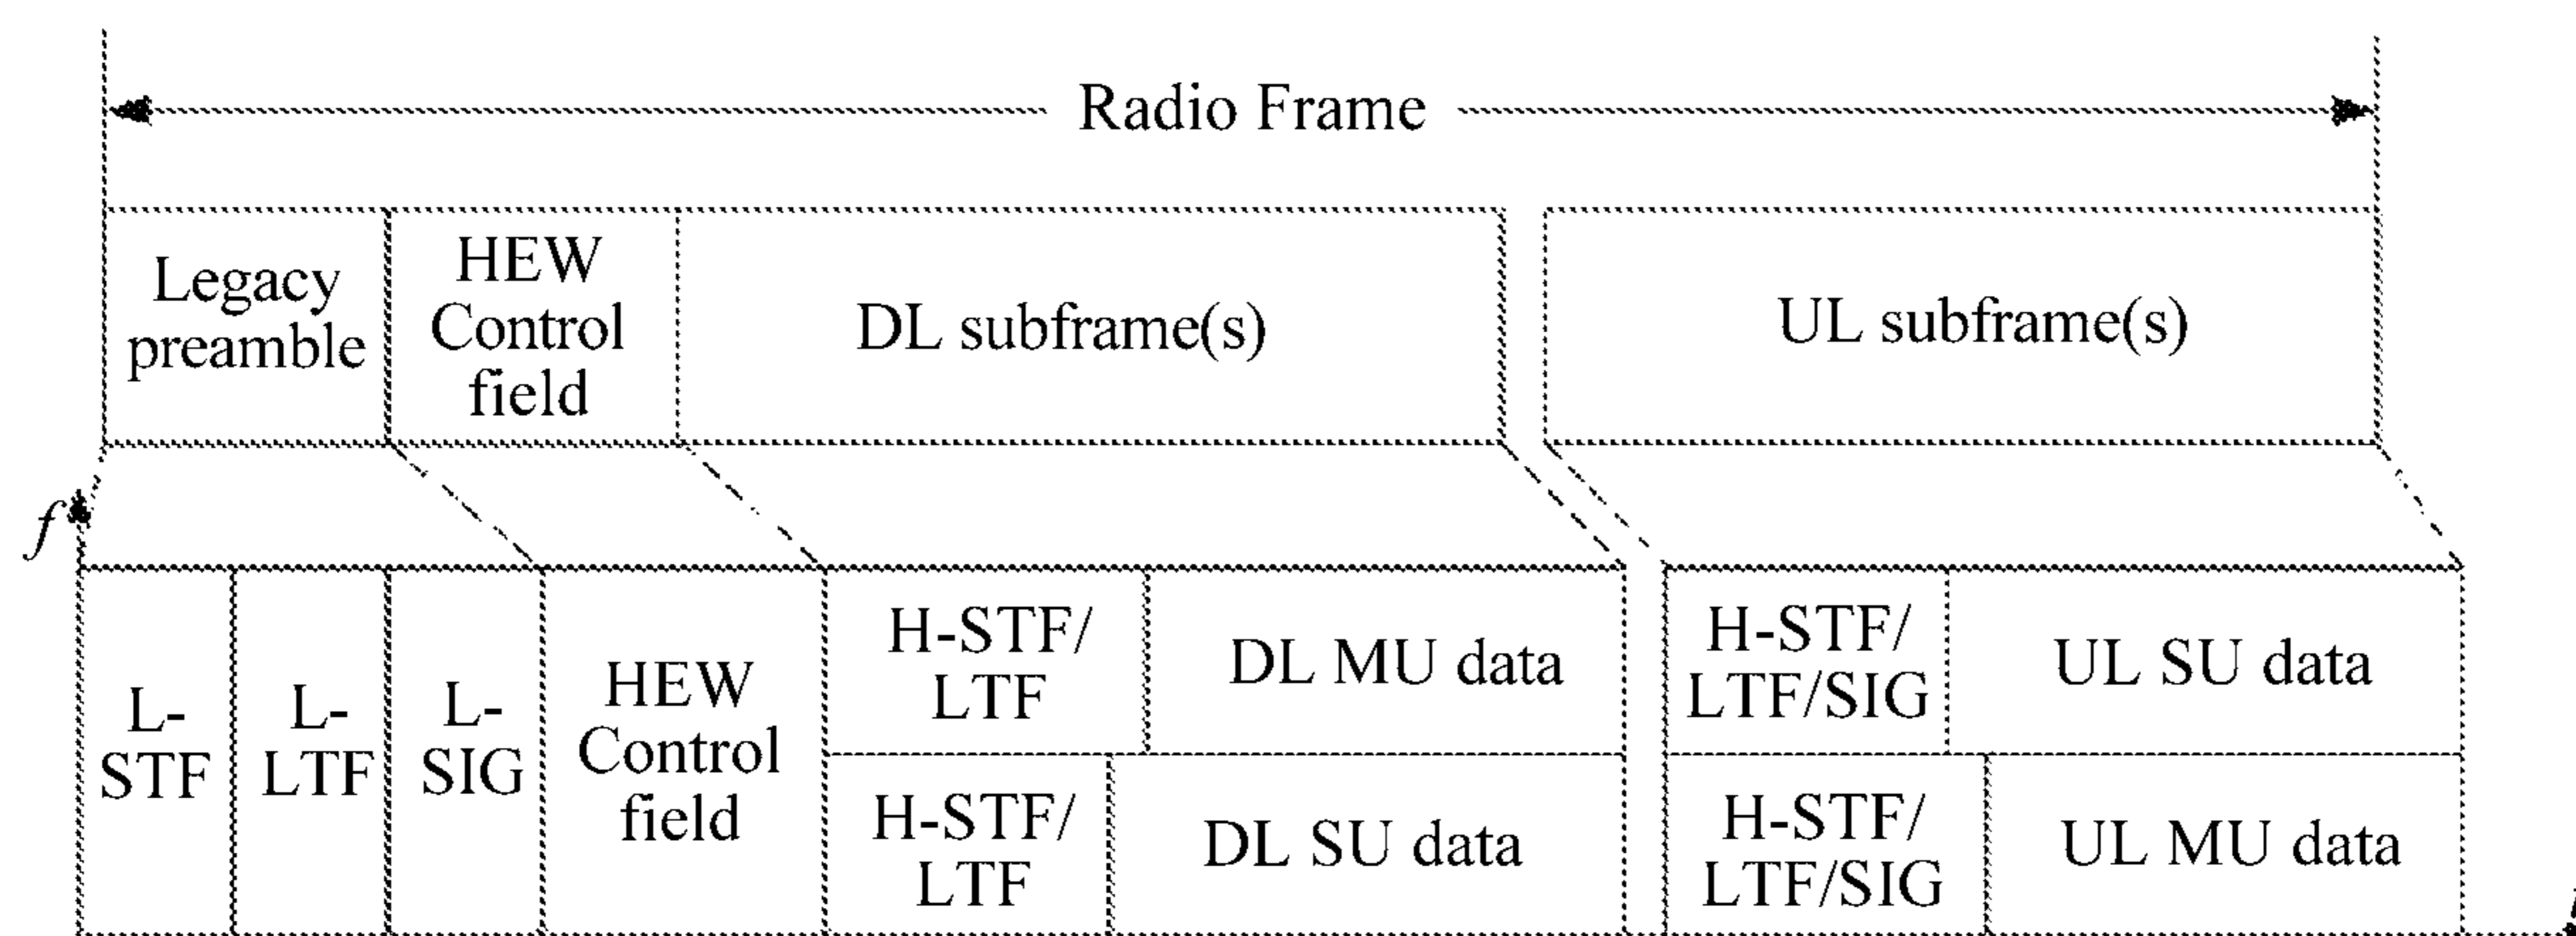 Radio Frame
Legacy
preamble
HEW
Control
field
DL subframe(s)
UL subframe(s)
f
L-
STF
L-
LTF
L-
SIG
HEW
Control
field
H-STF/
LTF
DL MU data
H-STF/
LTF/SIG
UL SU data
H-STF/
LTF
DL SU data
H-STF/
LTF/SIG
UL MU data